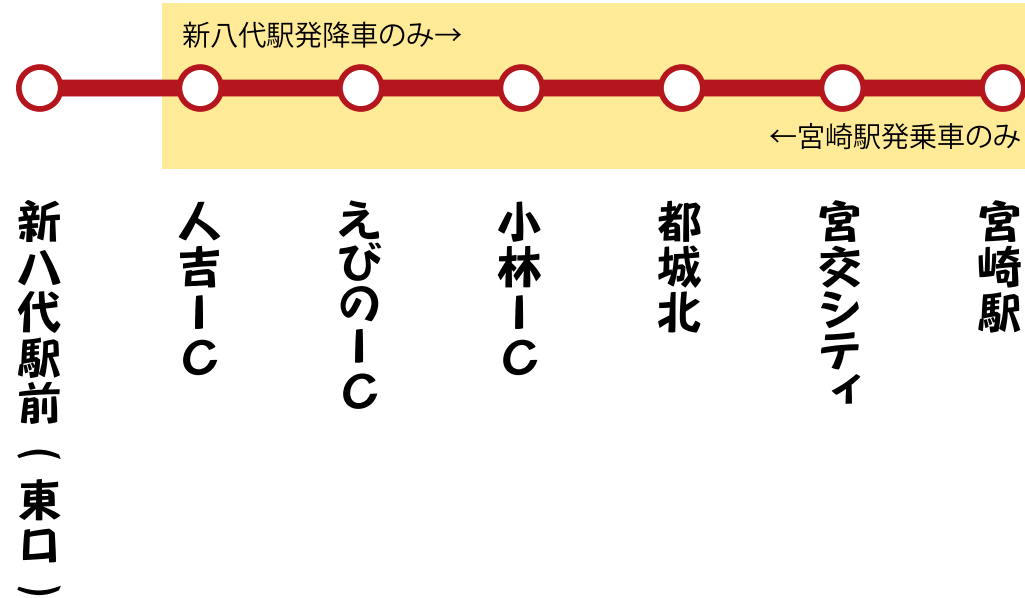 新八代駅発降車のみ→
←宮崎駅発乗車のみ
新八代駅前（東口）
人吉IC
えびのIC
小林IC
都城北
宮交シティ
宮崎駅